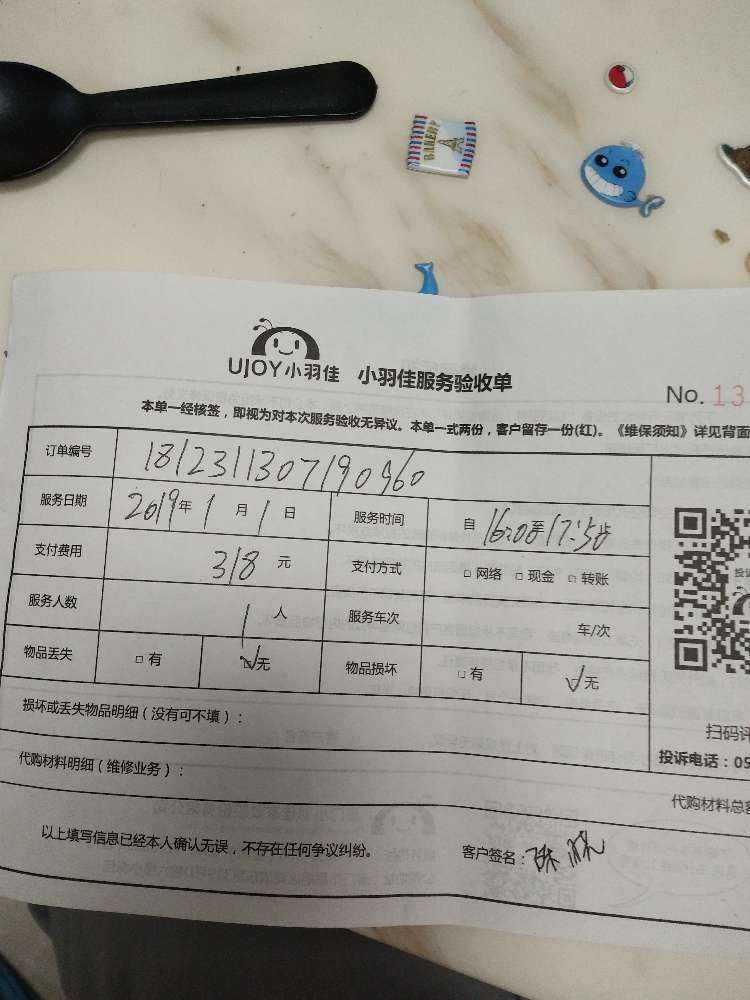 BAKERY
UJOY小羽佳 小羽佳服务验收单
No. 13
本单一经核签，即视为对本次服务验收无异议。本单一式两份，客户留存一份(红)。《维保须知》详见背面
订单编号 1812311307190960
服务日期 2019年 1 月 1 日 服务时间 自 16:00至17:50
支付费用 318 元 支付方式 □ 网络 □ 现金 □ 转账
服务人数 1 人 服务车次 车/次
物品丢失 □ 有 □无 物品损坏 □ 有 □无
损坏或丢失物品明细（没有可不填）：
扫码评
投诉电话：05
代购材料明细（维修业务）：
代购材料总额
以上填写信息已经本人确认无误，不存在任何争议纠纷。 客户签名：